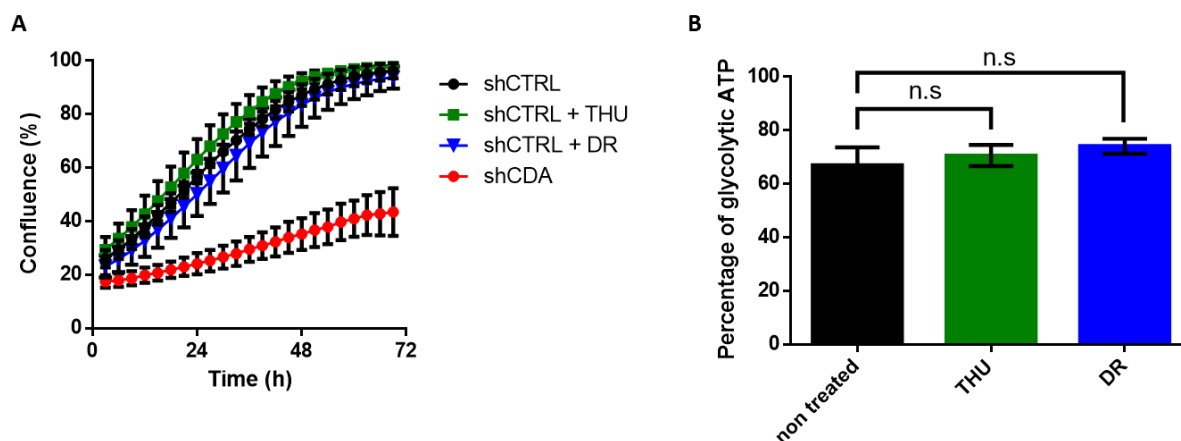 A
Confluence (%)
100
80
60
40
20
0
0
24
48
72
Time (h)
shCTRL
shCTRL + THU
shCTRL + DR
shCDA
B
Percentage of glycolytic ATP
100
80
60
40
20
0
n.s
n.s
non treated
THU
DR